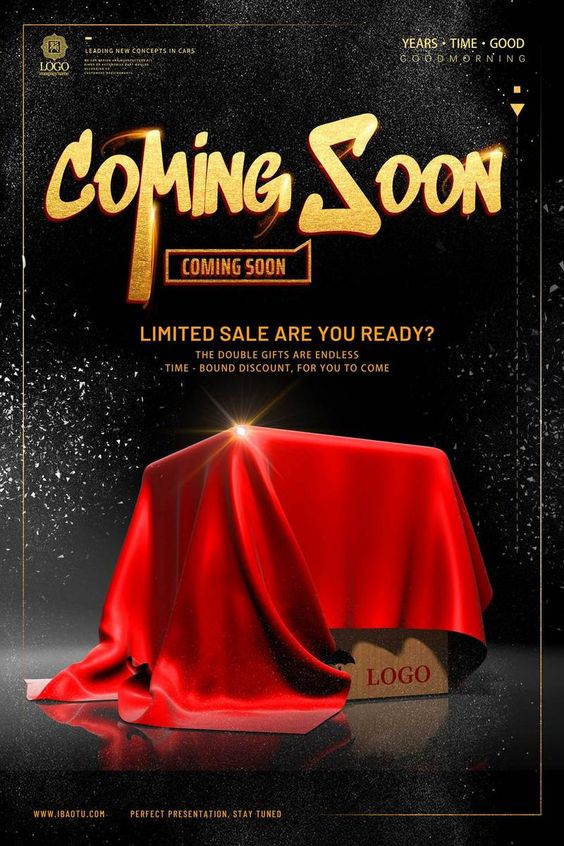 LOGO
LEADING NEW CONCEPTS IN CARS
YEARS • TIME • GOOD
GOODMORNING
COMING SOON
COMING SOON
LIMITED SALE ARE YOU READY?
THE DOUBLE GIFTS ARE ENDLESS
TIME - BOUND DISCOUNT, FOR YOU TO COME
LOGO
WWW.IBAOTU.COM
PERFECT PRESENTATION, STAY TUNED